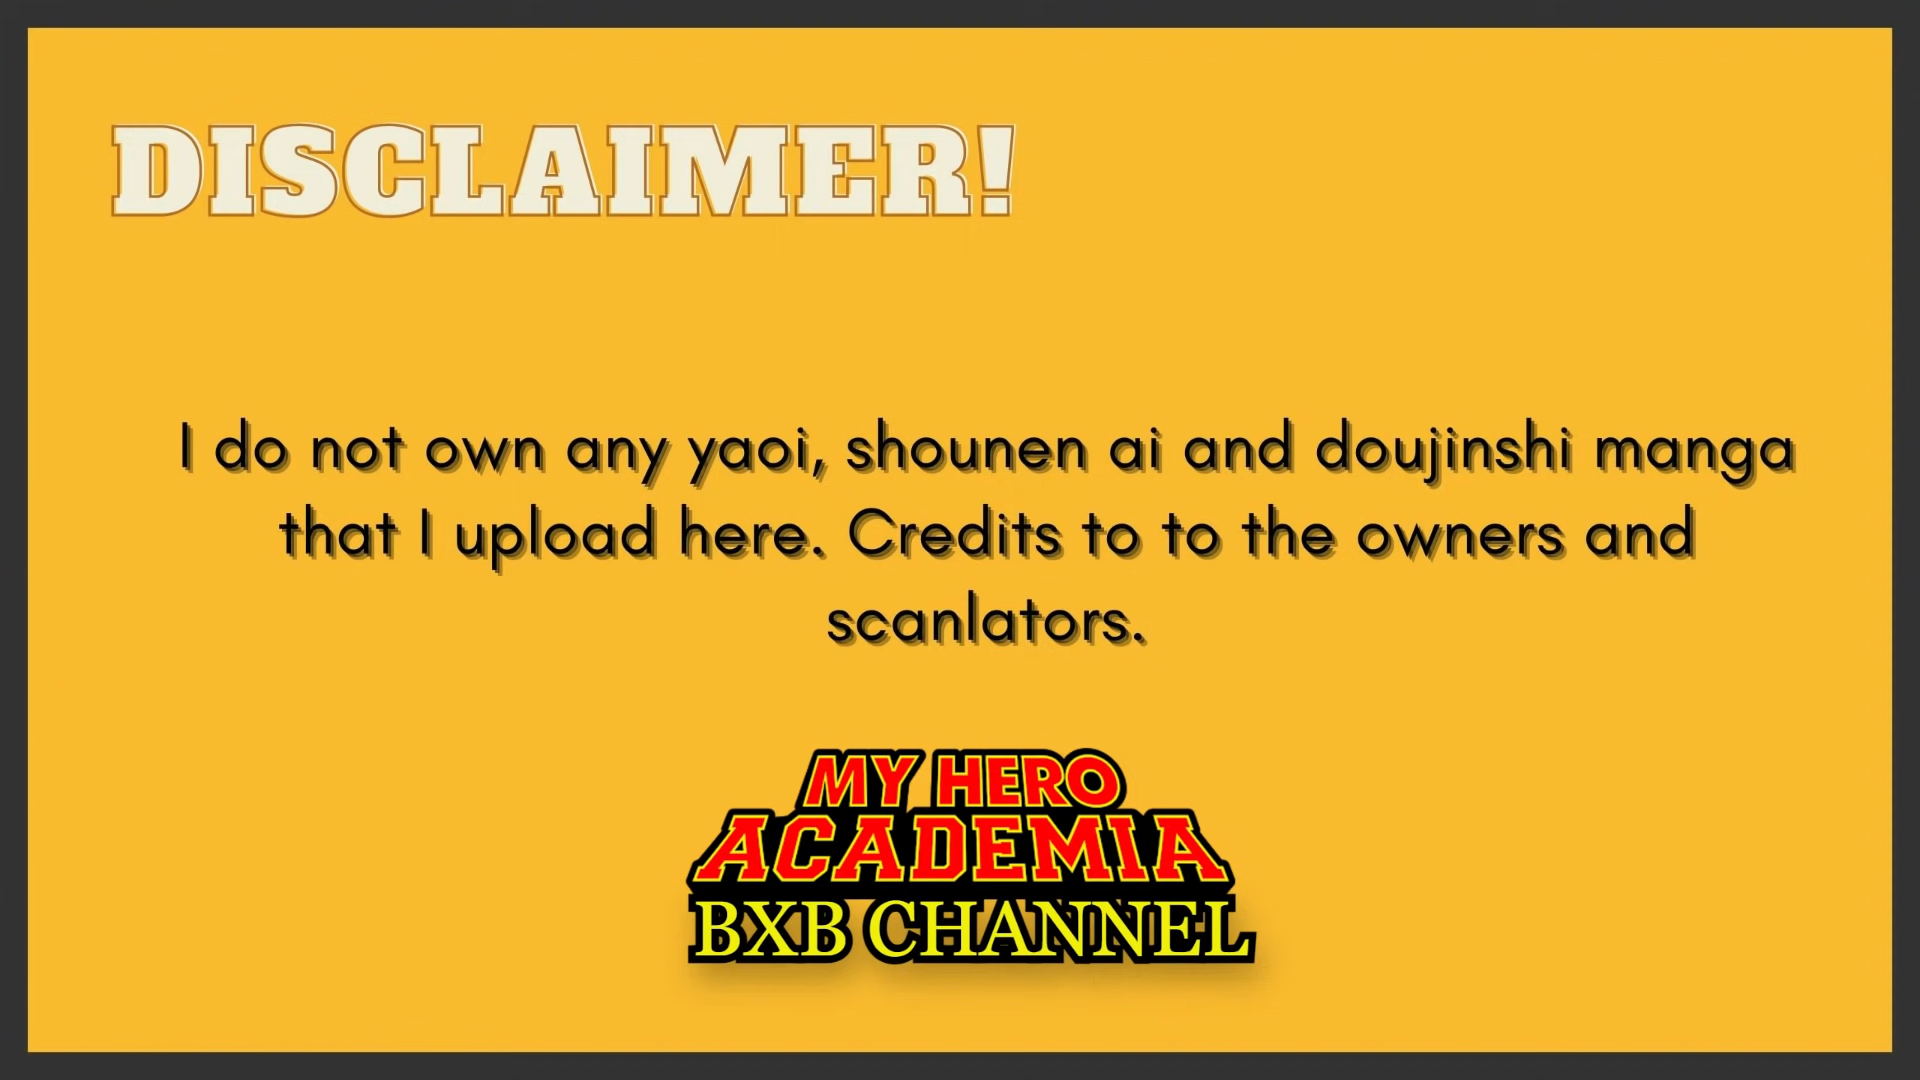 DISCLAIMER!
I do not own any yaoi, shounen ai and doujinshi manga
that I upload here. Credits to to the owners and
scanlators.
MY HERO
ACADEMIA
BXB CHANNEL